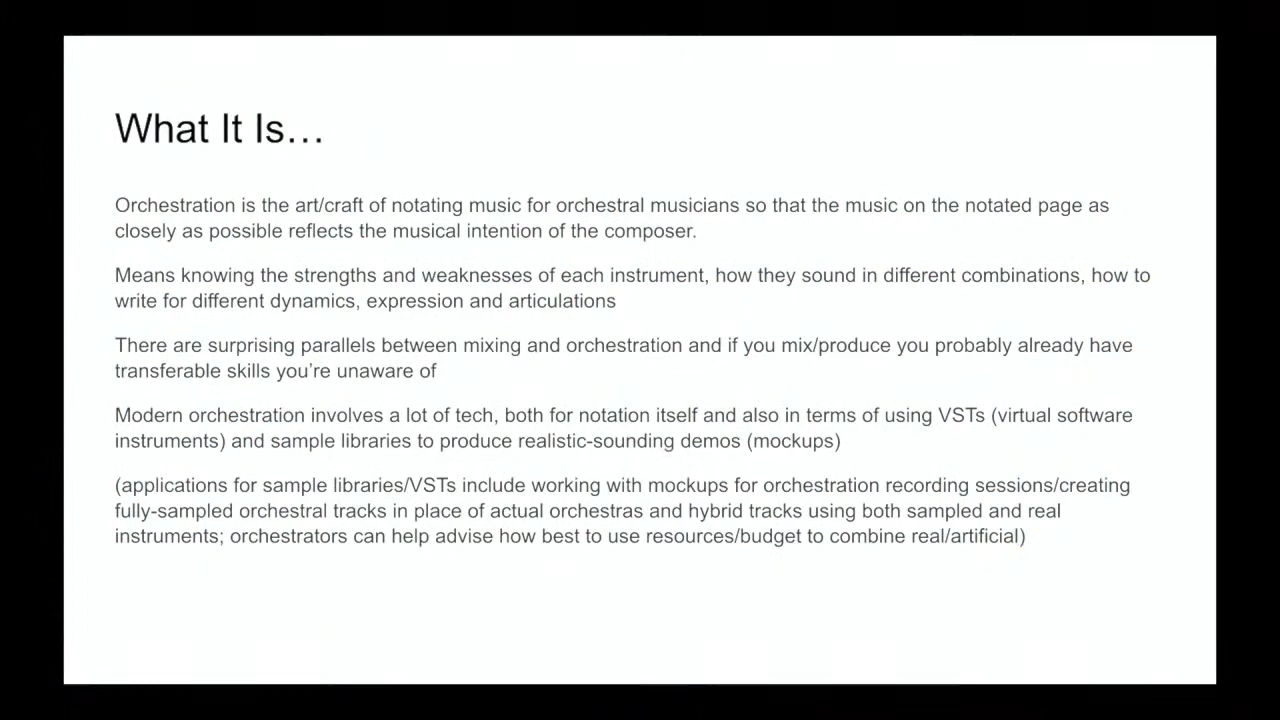 What It Is…
Orchestration is the art/craft of notating music for orchestral musicians so that the music on the notated page as
closely as possible reflects the musical intention of the composer.
Means knowing the strengths and weaknesses of each instrument, how they sound in different combinations, how to
write for different dynamics, expression and articulations
There are surprising parallels between mixing and orchestration and if you mix/produce you probably already have
transferable skills you’re unaware of
Modern orchestration involves a lot of tech, both for notation itself and also in terms of using VSTs (virtual software
instruments) and sample libraries to produce realistic-sounding demos (mockups)
(applications for sample libraries/VSTs include working with mockups for orchestration recording sessions/creating
fully-sampled orchestral tracks in place of actual orchestras and hybrid tracks using both sampled and real
instruments; orchestrators can help advise how best to use resources/budget to combine real/artificial)